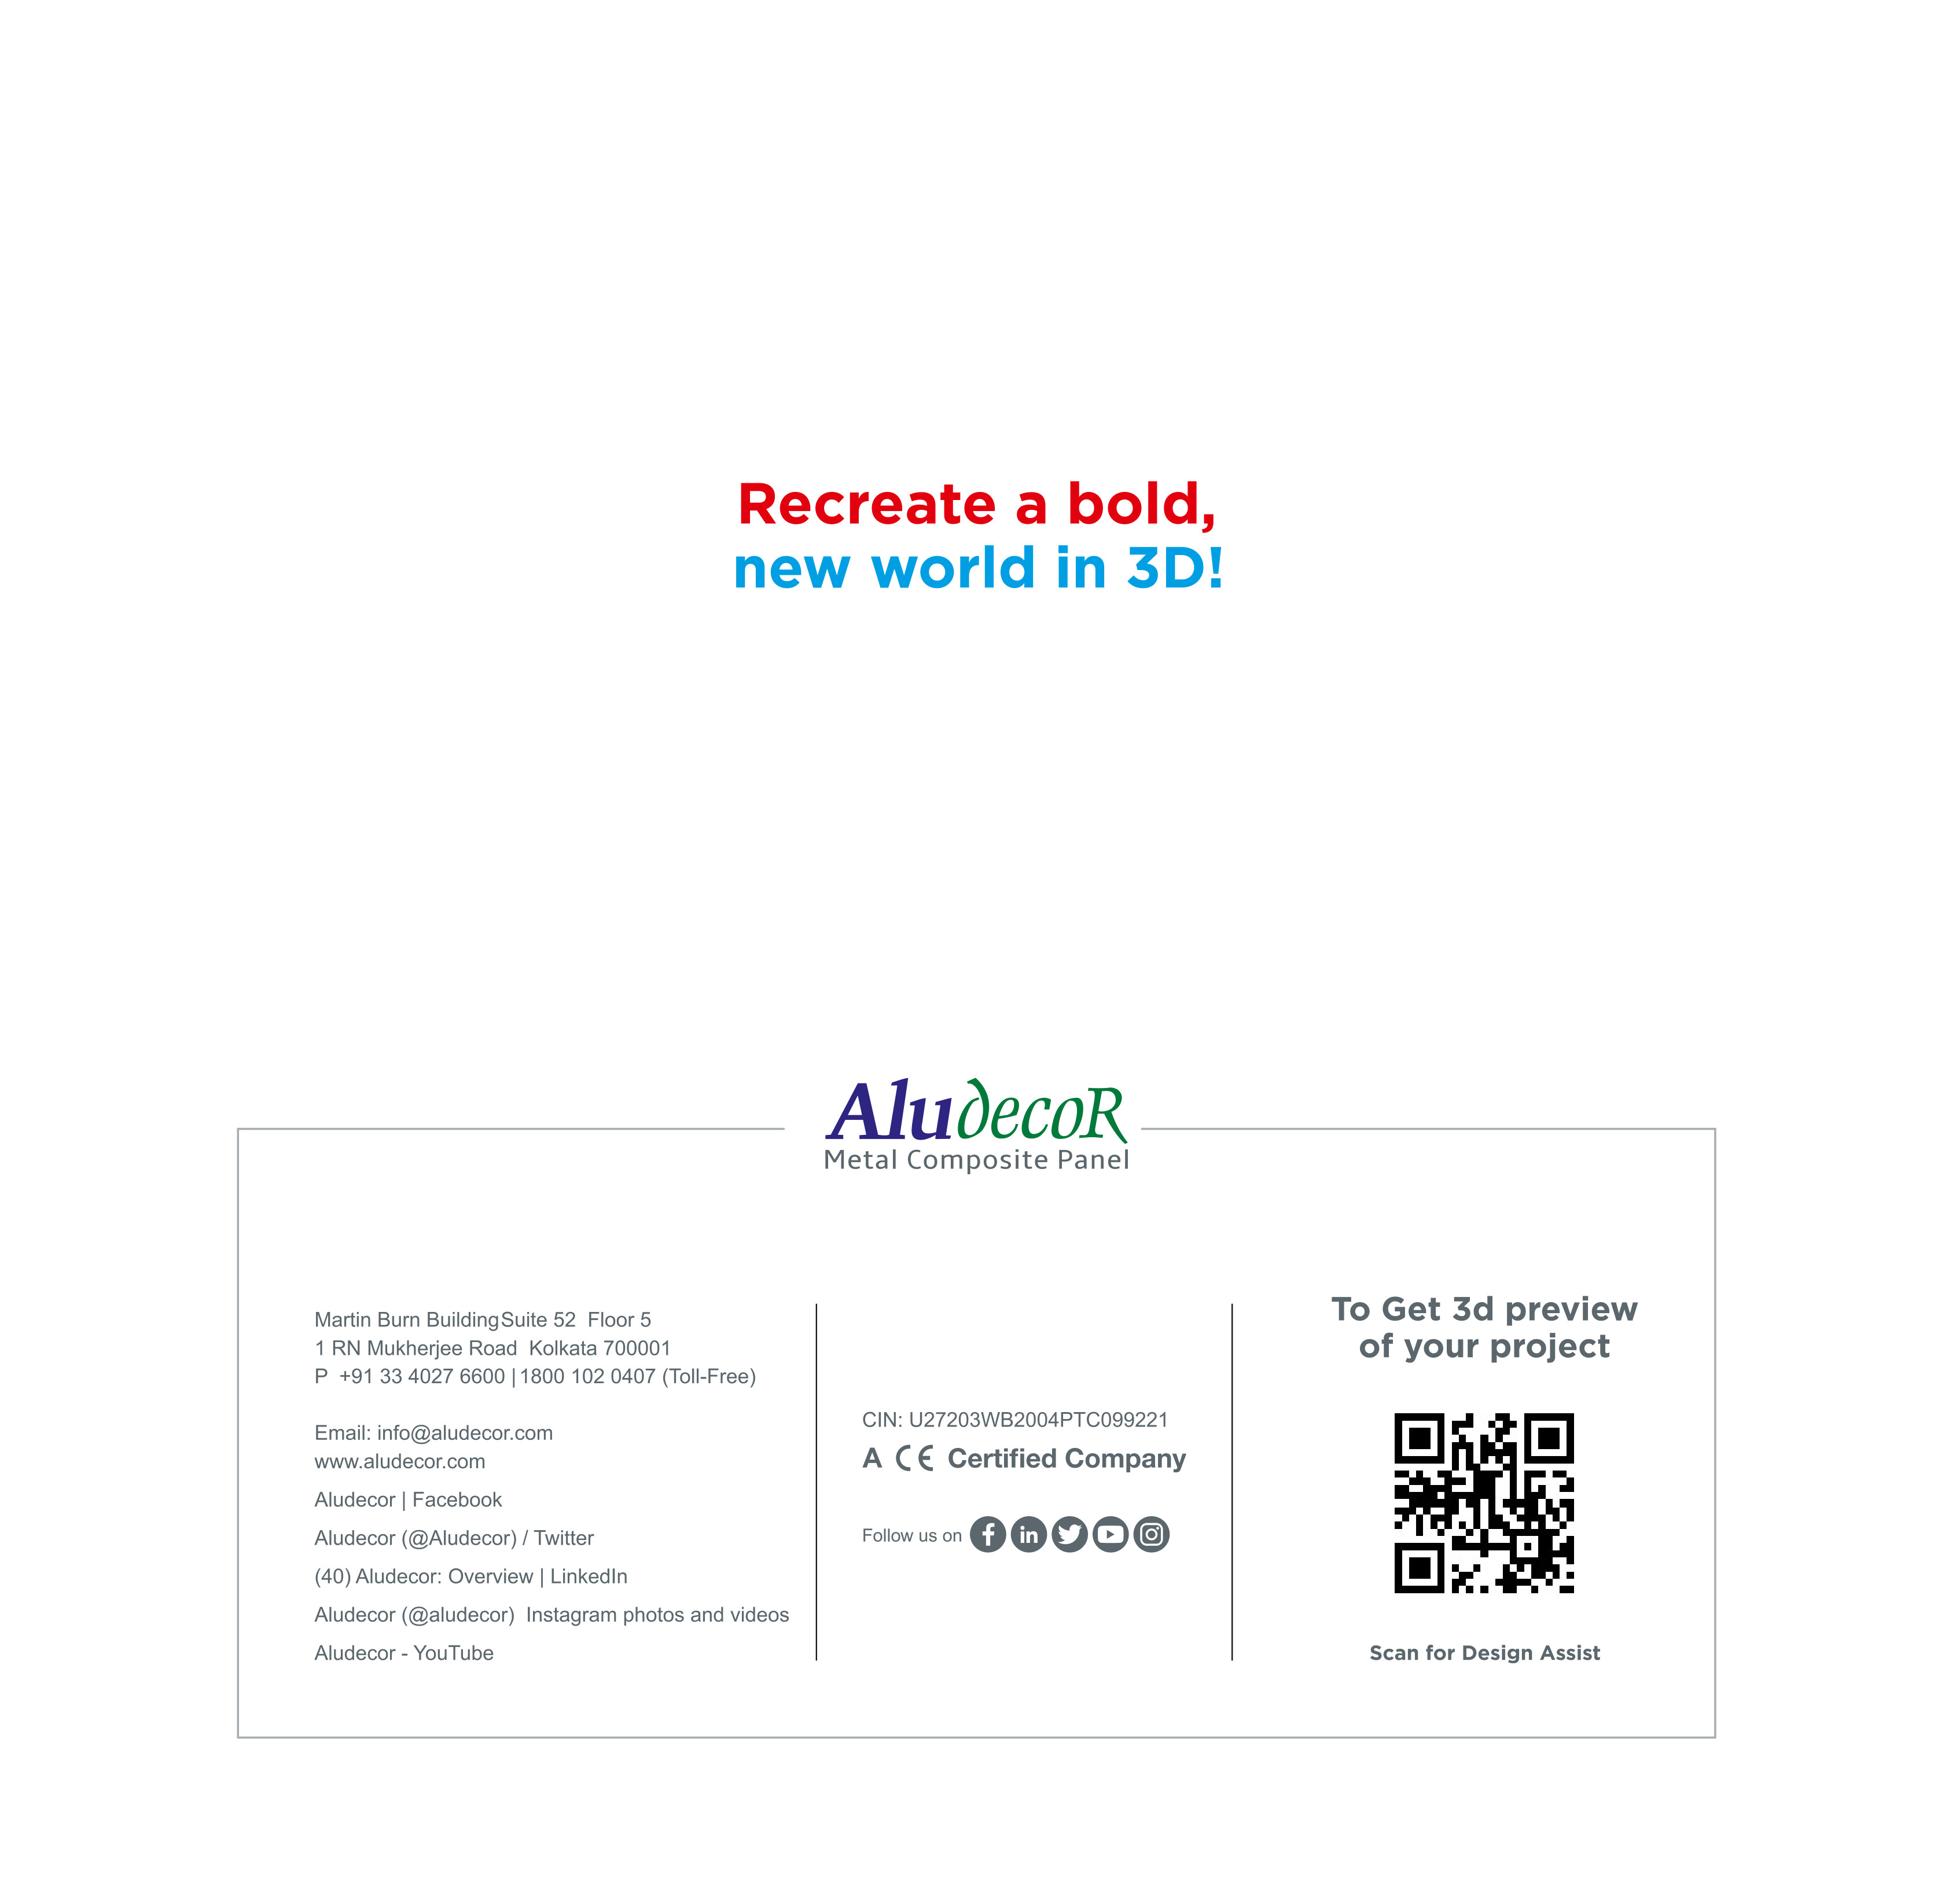 Recreate a bold,
new world in 3D!
AludecoR
Metal Composite Panel
Martin Burn Building Suite 52 Floor 5
1 RN Mukherjee Road Kolkata 700001
P +91 33 4027 6600 | 1800 102 0407 (Toll-Free)
Email: info@aludecor.com
www.aludecor.com
Aludecor | Facebook
Aludecor (@Aludecor) / Twitter
(40) Aludecor: Overview | LinkedIn
Aludecor (@aludecor) Instagram photos and videos
Aludecor - YouTube
CIN: U27203WB2004PTC099221
A CE Certified Company
Follow us on
To Get 3d preview
of your project
Scan for Design Assist